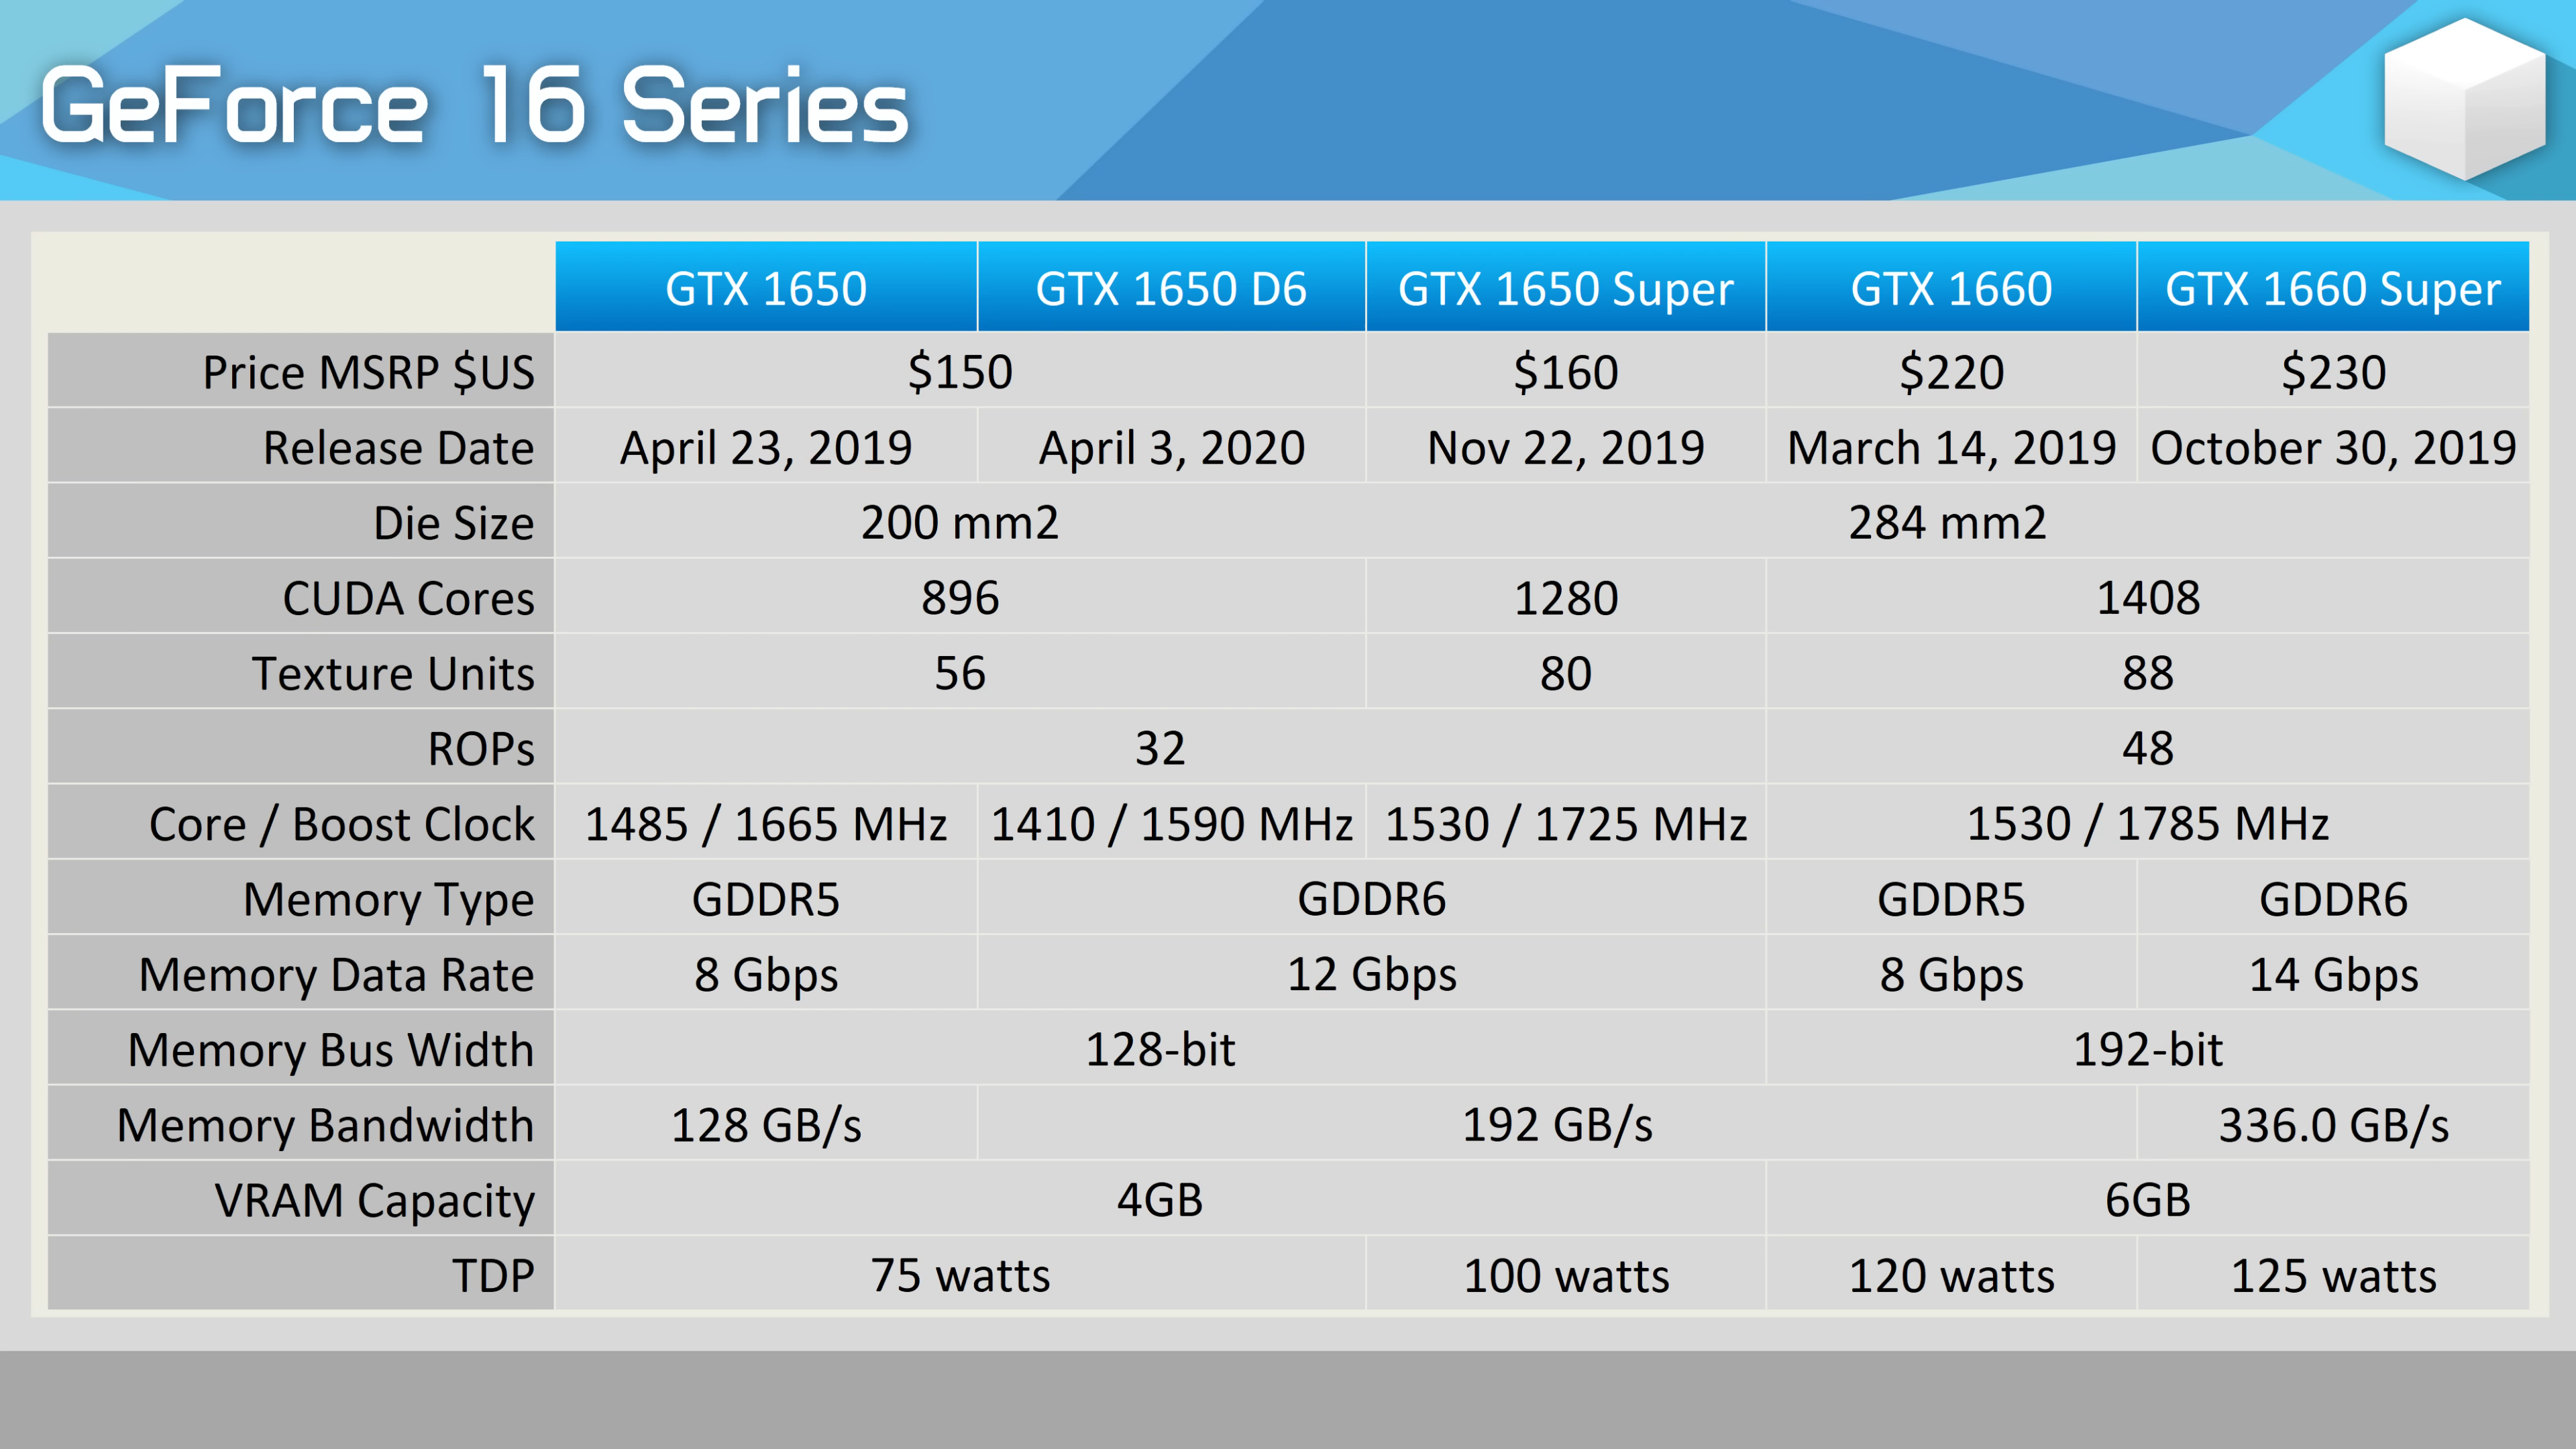 GeForce 16 Series
GTX 1650 GTX 1650 D6 GTX 1650 Super GTX 1660 GTX 1660 Super
Price MSRP $US $150 $160 $220 $230
Release Date April 23, 2019 April 3, 2020 Nov 22, 2019 March 14, 2019 October 30, 2019
Die Size 200 mm2 284 mm2
CUDA Cores 896 1280 1408
Texture Units 56 80 88
ROPs 32 48
Core / Boost Clock 1485 / 1665 MHz 1410 / 1590 MHz 1530 / 1725 MHz 1530 / 1785 MHz
Memory Type GDDR5 GDDR6 GDDR5 GDDR6
Memory Data Rate 8 Gbps 12 Gbps 8 Gbps 14 Gbps
Memory Bus Width 128-bit 192-bit
Memory Bandwidth 128 GB/s 192 GB/s 336.0 GB/s
VRAM Capacity 4GB 6GB
TDP 75 watts 100 watts 120 watts 125 watts